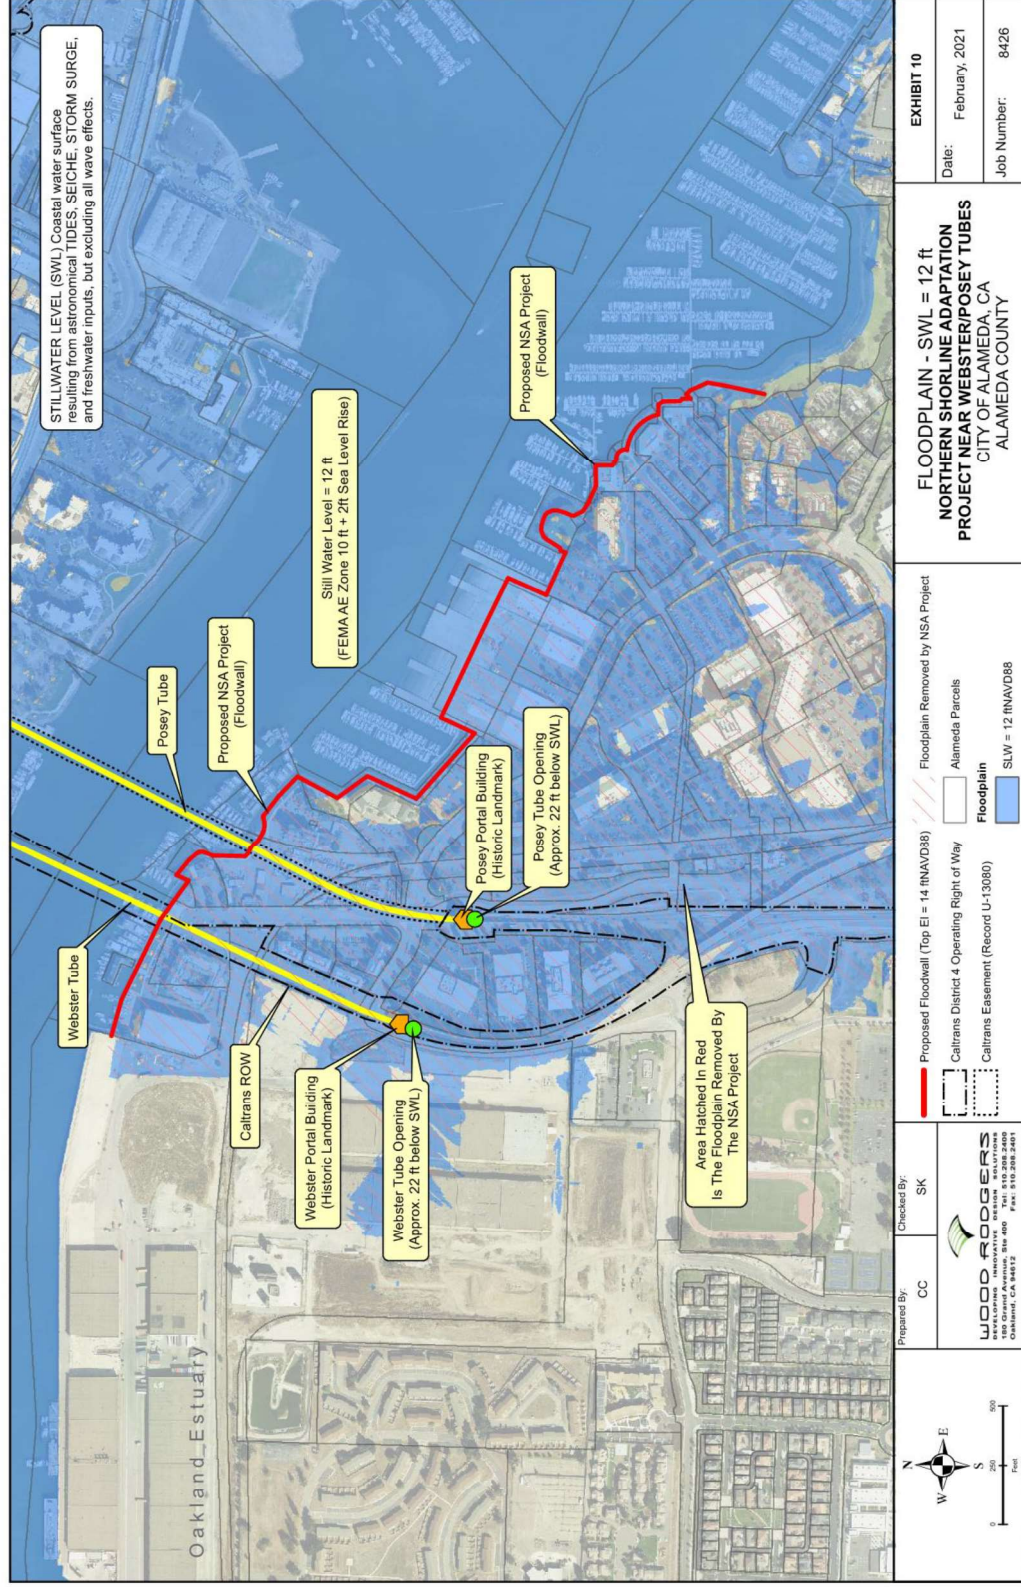 STILLWATER LEVEL (SWL) Coastal water surface
resulting from astronomical TIDES, SEICHE, STORM SURGE,
and freshwater inputs, but excluding all wave effects.
Still Water Level = 12 ft
(FEMA AE Zone 10 ft + 2ft Sea Level Rise)
Webster Tube
Posey Tube
Proposed NSA Project
(Floodwall)
Proposed NSA Project
(Floodwall)
Caltrans ROW
Webster Portal Building
(Historic Landmark)
Webster Tube Opening
(Approx. 22 ft below SWL)
Posey Portal Building
(Historic Landmark)
Posey Tube Opening
(Approx. 22 ft below SWL)
Area Hatched In Red
Is The Floodplain Removed By
The NSA Project
Oakland_Estuary
N
W
E
S
0
250
500
Feet
Prepared By:
CC
Checked By:
SK
WOOD RODGERS
DEVELOPING INNOVATIVE DESIGN SOLUTIONS
180 Grand Avenue, Ste 400 Tel: 510.208.2400
Oakland, CA 94612 Fax: 510.208.2401
Proposed Floodwall (Top El = 14 ftNAVD88)
Caltrans District 4 Operating Right of Way
Caltrans Easement (Record U-13080)
Floodplain Removed by NSA Project
Alameda Parcels
Floodplain
SLW = 12 ftNAVD88
FLOODPLAIN - SWL = 12 ft
NORTHERN SHORLINE ADAPTATION
PROJECT NEAR WEBSTER/POSEY TUBES
CITY OF ALAMEDA, CA
ALAMEDA COUNTY
EXHIBIT 10
Date:
February, 2021
Job Number:
8426